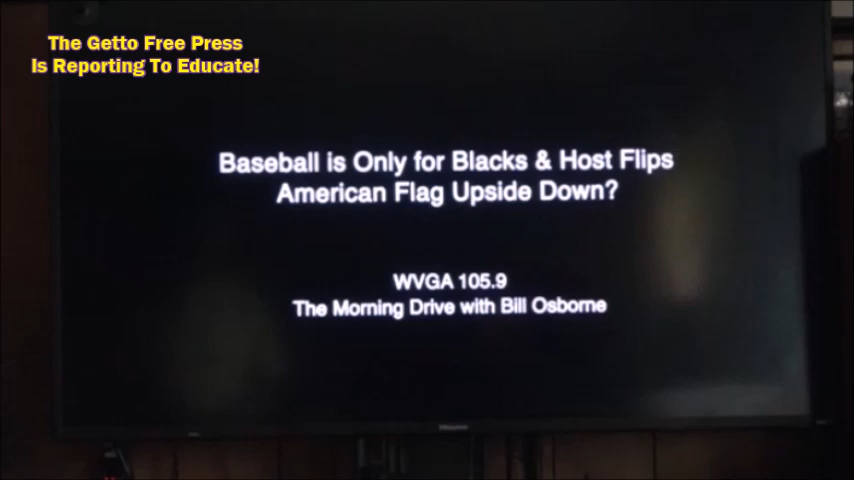 The Getto Free Press
Is Reporting To Educate!
Baseball is Only for Blacks & Host Flips
American Flag Upside Down?
WVGA 105.9
The Morning Drive with Bill Osborne